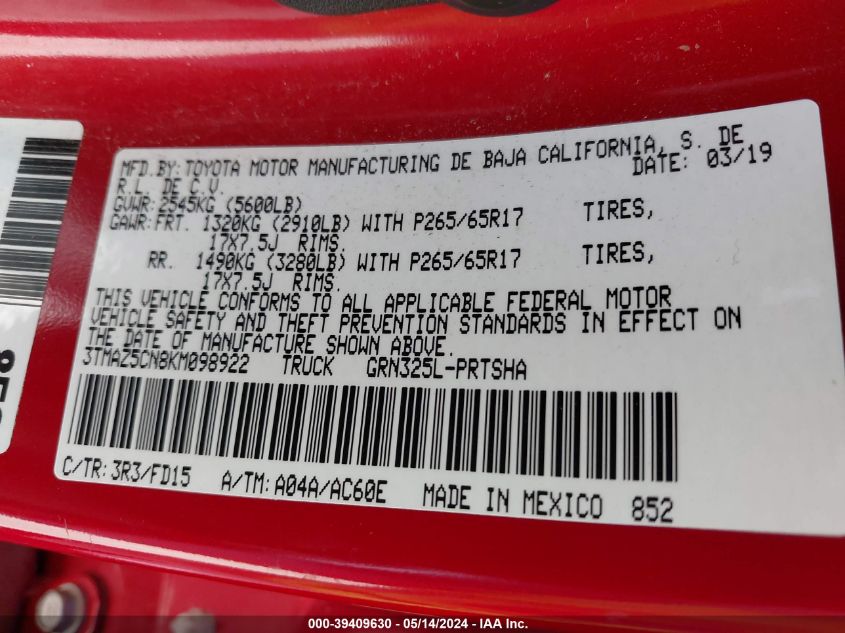 MFD.BY: TOYOTA MOTOR MANUFACTURING DE BAJA CALIFORNIA, S. DE
R.L. DE C.V. DATE: 03/19
GVWR: 2545KG (5600LB)
GAWR: FRT. 1320KG (2910LB) WITH P265/65R17 TIRES,
17X7.5J RIMS.
RR. 1490KG (3280LB) WITH P265/65R17 TIRES,
17X7.5J RIMS.
THIS VEHICLE CONFORMS TO ALL APPLICABLE FEDERAL MOTOR
VEHICLE SAFETY AND THEFT PREVENTION STANDARDS IN EFFECT ON
THE DATE OF MANUFACTURE SHOWN ABOVE.
3TMAZ5CN8KM098922 TRUCK GRN325L-PRTSHA
C/TR: 3R3/FD15 A/TM: A04A/AC60E MADE IN MEXICO 852
000-39409630 - 05/14/2024 - IAA Inc.